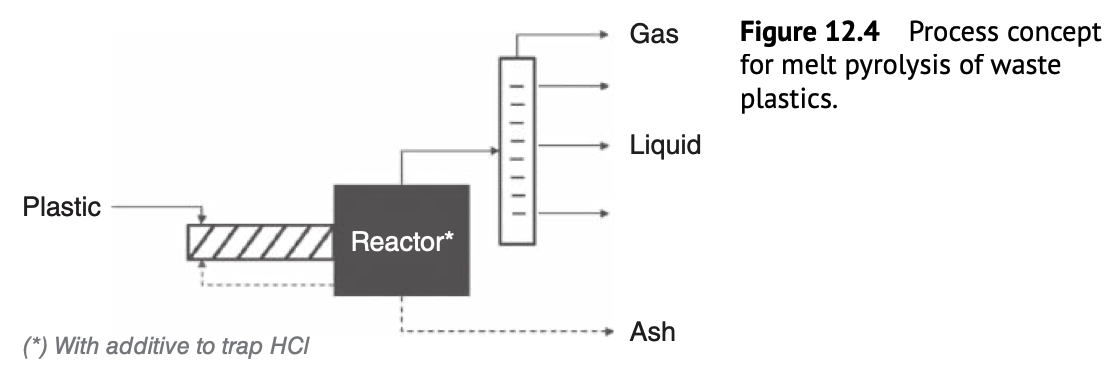 Gas
Figure 12.4 Process concept
for melt pyrolysis of waste
plastics.
Liquid
Plastic
Reactor*
Ash
(*) With additive to trap HCl